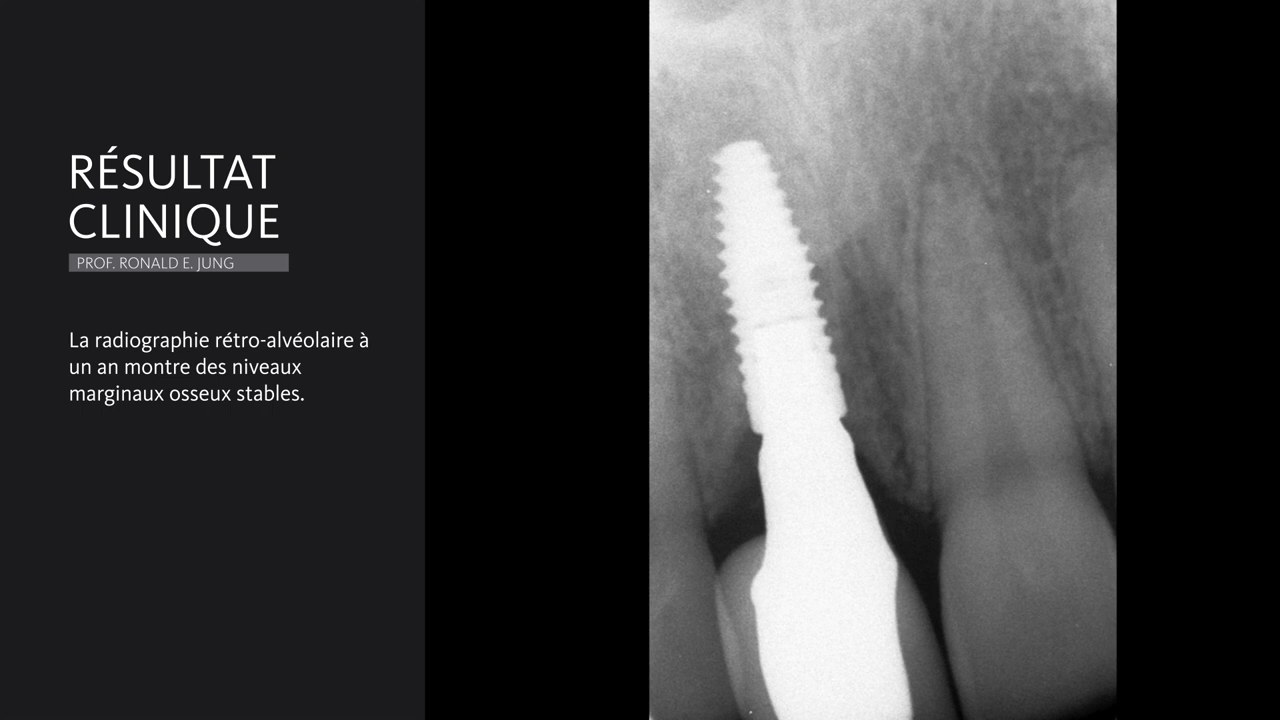 RÉSULTAT
CLINIQUE
PROF. RONALD E. JUNG
La radiographie rétro-alvéolaire à
un an montre des niveaux
marginaux osseux stables.